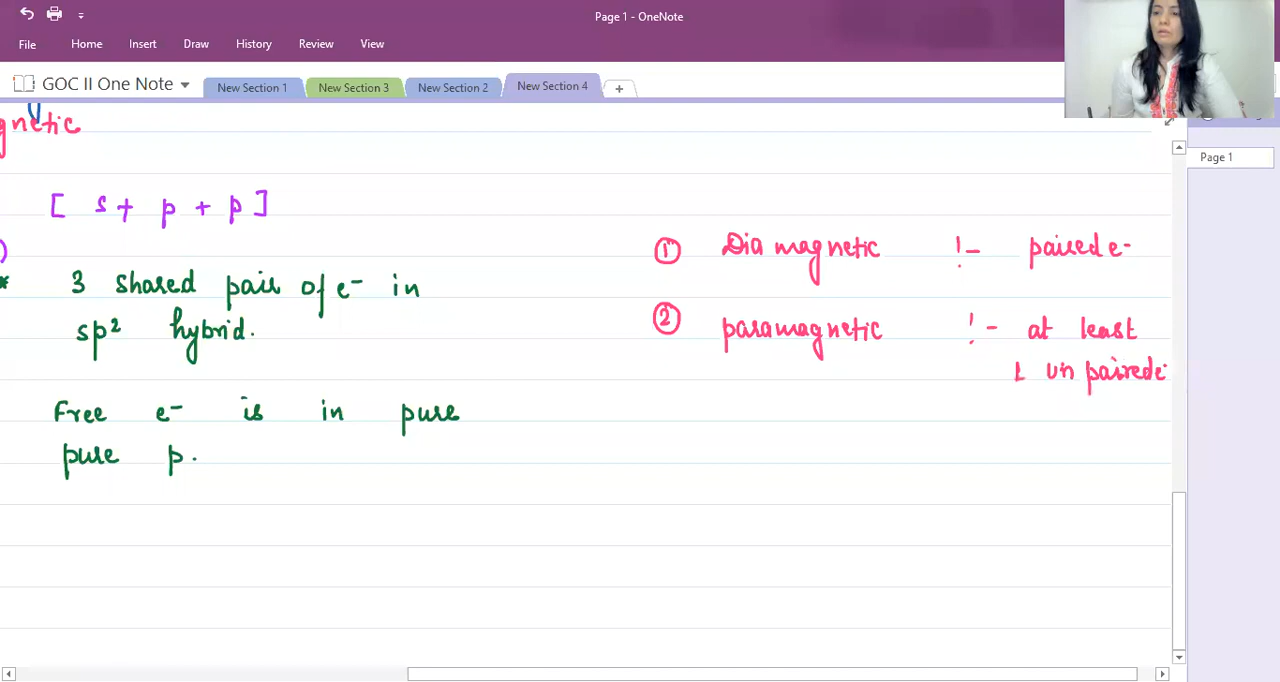 Page 1 - OneNote
File Home Insert Draw History Review View
GOC II One Note New Section 1 New Section 3 New Section 2 New Section 4 +
Page 1
gnetic
[ s + p + p ]
)
* 3 shared pair of e- in
sp² hybrid.
Free e- is in pure
pure p.
① Diamagnetic !- paired e-
② paramagnetic !- at least
1 unpaired e-